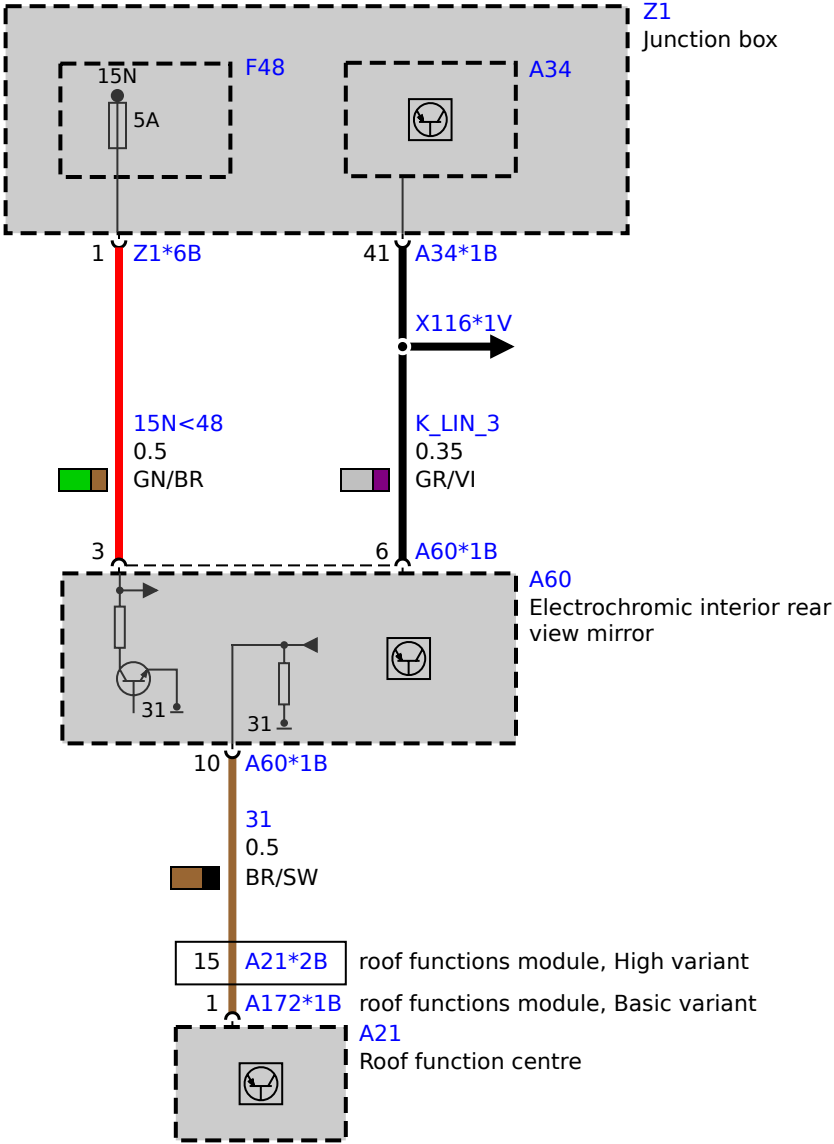 Z1
Junction box
15N
F48
A34
5A
1 Z1*6B
41 A34*1B
X116*1V
15N<48
K_LIN_3
0.5
0.35
GN/BR
GR/VI
3
6 A60*1B
A60
Electrochromic interior rear
view mirror
31
31
10 A60*1B
31
0.5
BR/SW
15 A21*2B roof functions module, High variant
1 A172*1B roof functions module, Basic variant
A21
Roof function centre